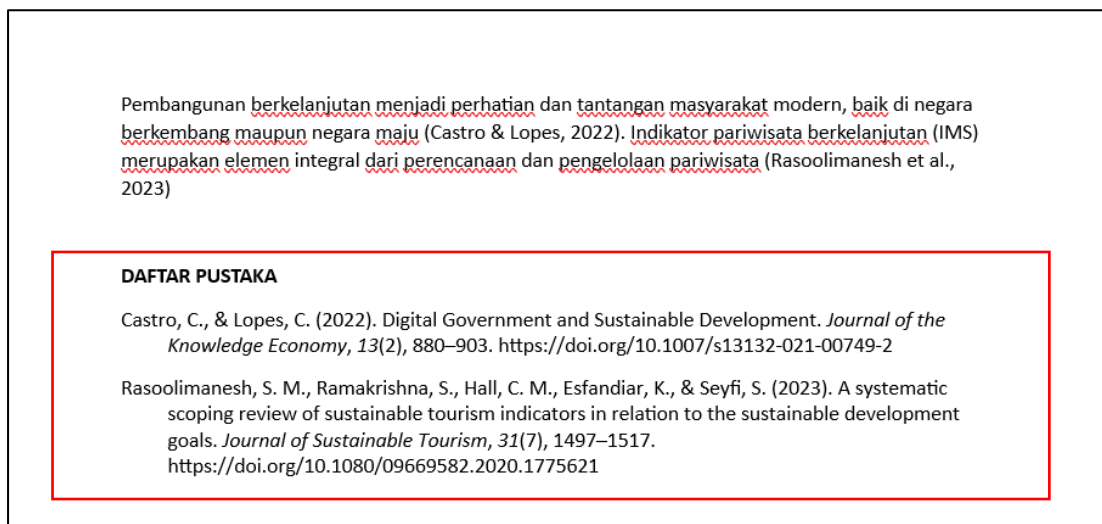 Pembangunan berkelanjutan menjadi perhatian dan tantangan masyarakat modern, baik di negara
berkembang maupun negara maju (Castro & Lopes, 2022). Indikator pariwisata berkelanjutan (IMS)
merupakan elemen integral dari perencanaan dan pengelolaan pariwisata (Rasoolimanesh et al.,
2023)
DAFTAR PUSTAKA
Castro, C., & Lopes, C. (2022). Digital Government and Sustainable Development. Journal of the
Knowledge Economy, 13(2), 880–903. https://doi.org/10.1007/s13132-021-00749-2
Rasoolimanesh, S. M., Ramakrishna, S., Hall, C. M., Esfandiar, K., & Seyfi, S. (2023). A systematic
scoping review of sustainable tourism indicators in relation to the sustainable development
goals. Journal of Sustainable Tourism, 31(7), 1497–1517.
https://doi.org/10.1080/09669582.2020.1775621